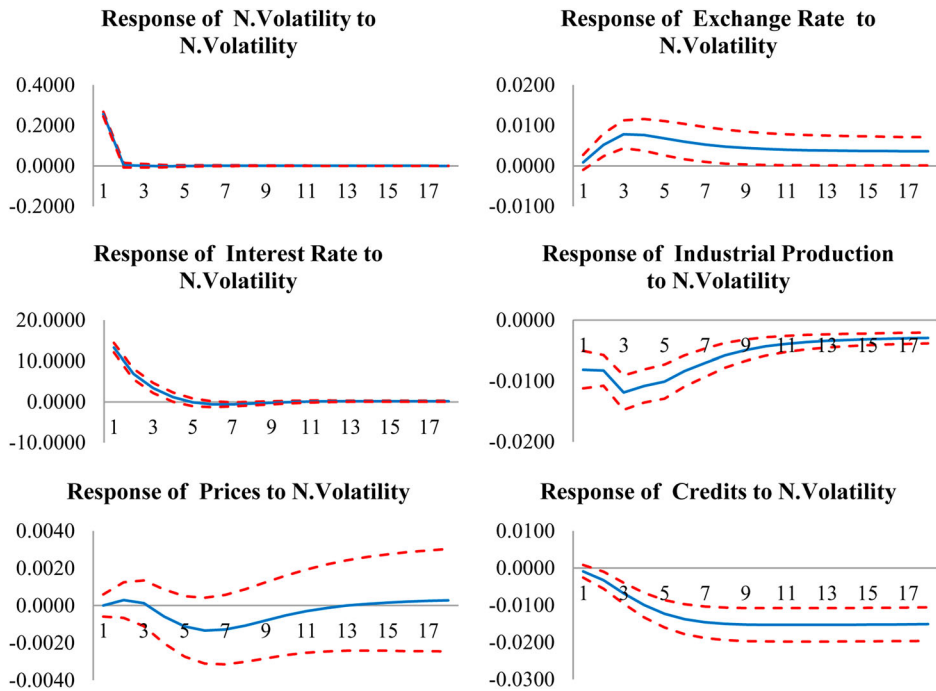 Response of N.Volatility to
N.Volatility
0.4000
0.2000
0.0000
-0.2000
1 3 5 7 9 11 13 15 17
Response of Exchange Rate to
N.Volatility
0.0200
0.0100
0.0000
-0.0100
1 3 5 7 9 11 13 15 17
Response of Interest Rate to
N.Volatility
20.0000
10.0000
0.0000
-10.0000
1 3 5 7 9 11 13 15 17
Response of Industrial Production
to N.Volatility
0.0000
-0.0100
-0.0200
1 3 5 7 9 11 13 15 17
Response of Prices to N.Volatility
0.0040
0.0020
0.0000
-0.0020
-0.0040
1 3 5 7 9 11 13 15 17
Response of Credits to N.Volatility
0.0100
0.0000
-0.0100
-0.0200
-0.0300
1 3 5 7 9 11 13 15 17